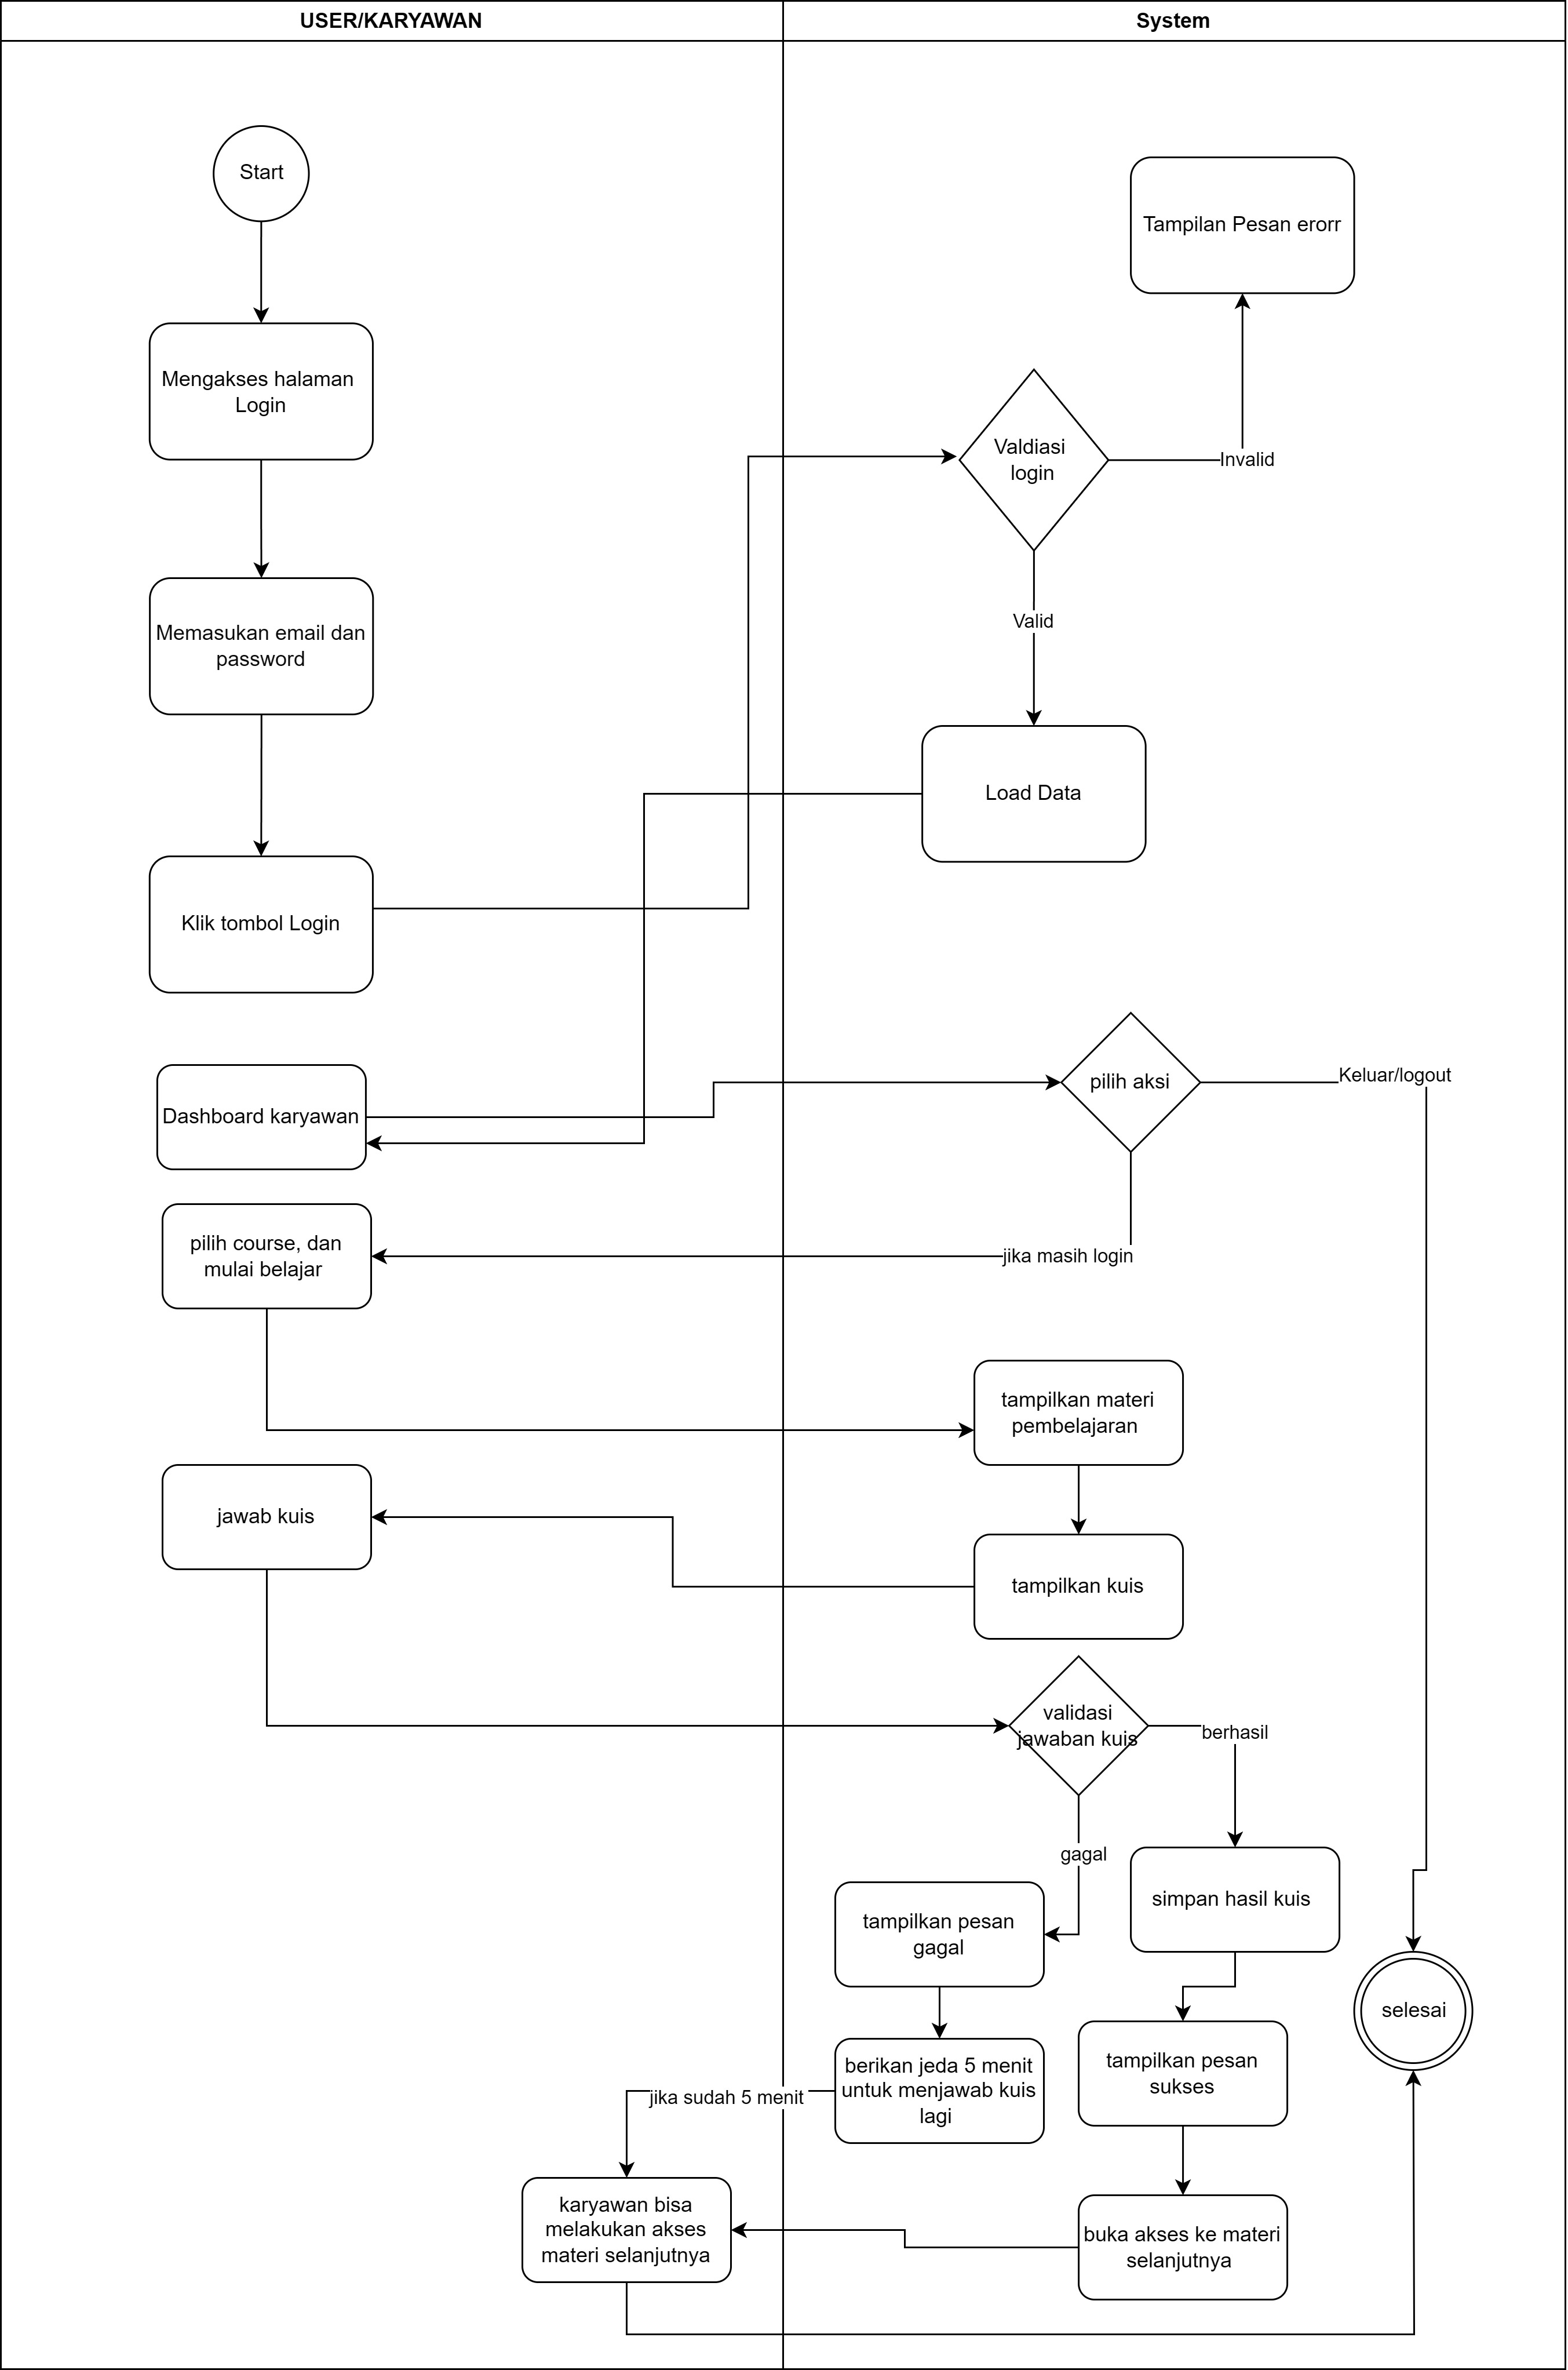 USER/KARYAWAN
System
Start
Tampilan Pesan erorr
Mengakses halaman
Login
Valdiasi
login
Invalid
Valid
Memasukan email dan
password
Load Data
Klik tombol Login
Dashboard karyawan
pilih aksi
Keluar/logout
pilih course, dan
mulai belajar
jika masih login
tampilkan materi
pembelajaran
jawab kuis
tampilkan kuis
validasi
jawaban kuis
berhasil
gagal
simpan hasil kuis
tampilkan pesan
gagal
selesai
tampilkan pesan
sukses
berikan jeda 5 menit
untuk menjawab kuis
lagi
jika sudah 5 menit
karyawan bisa
melakukan akses
materi selanjutnya
buka akses ke materi
selanjutnya